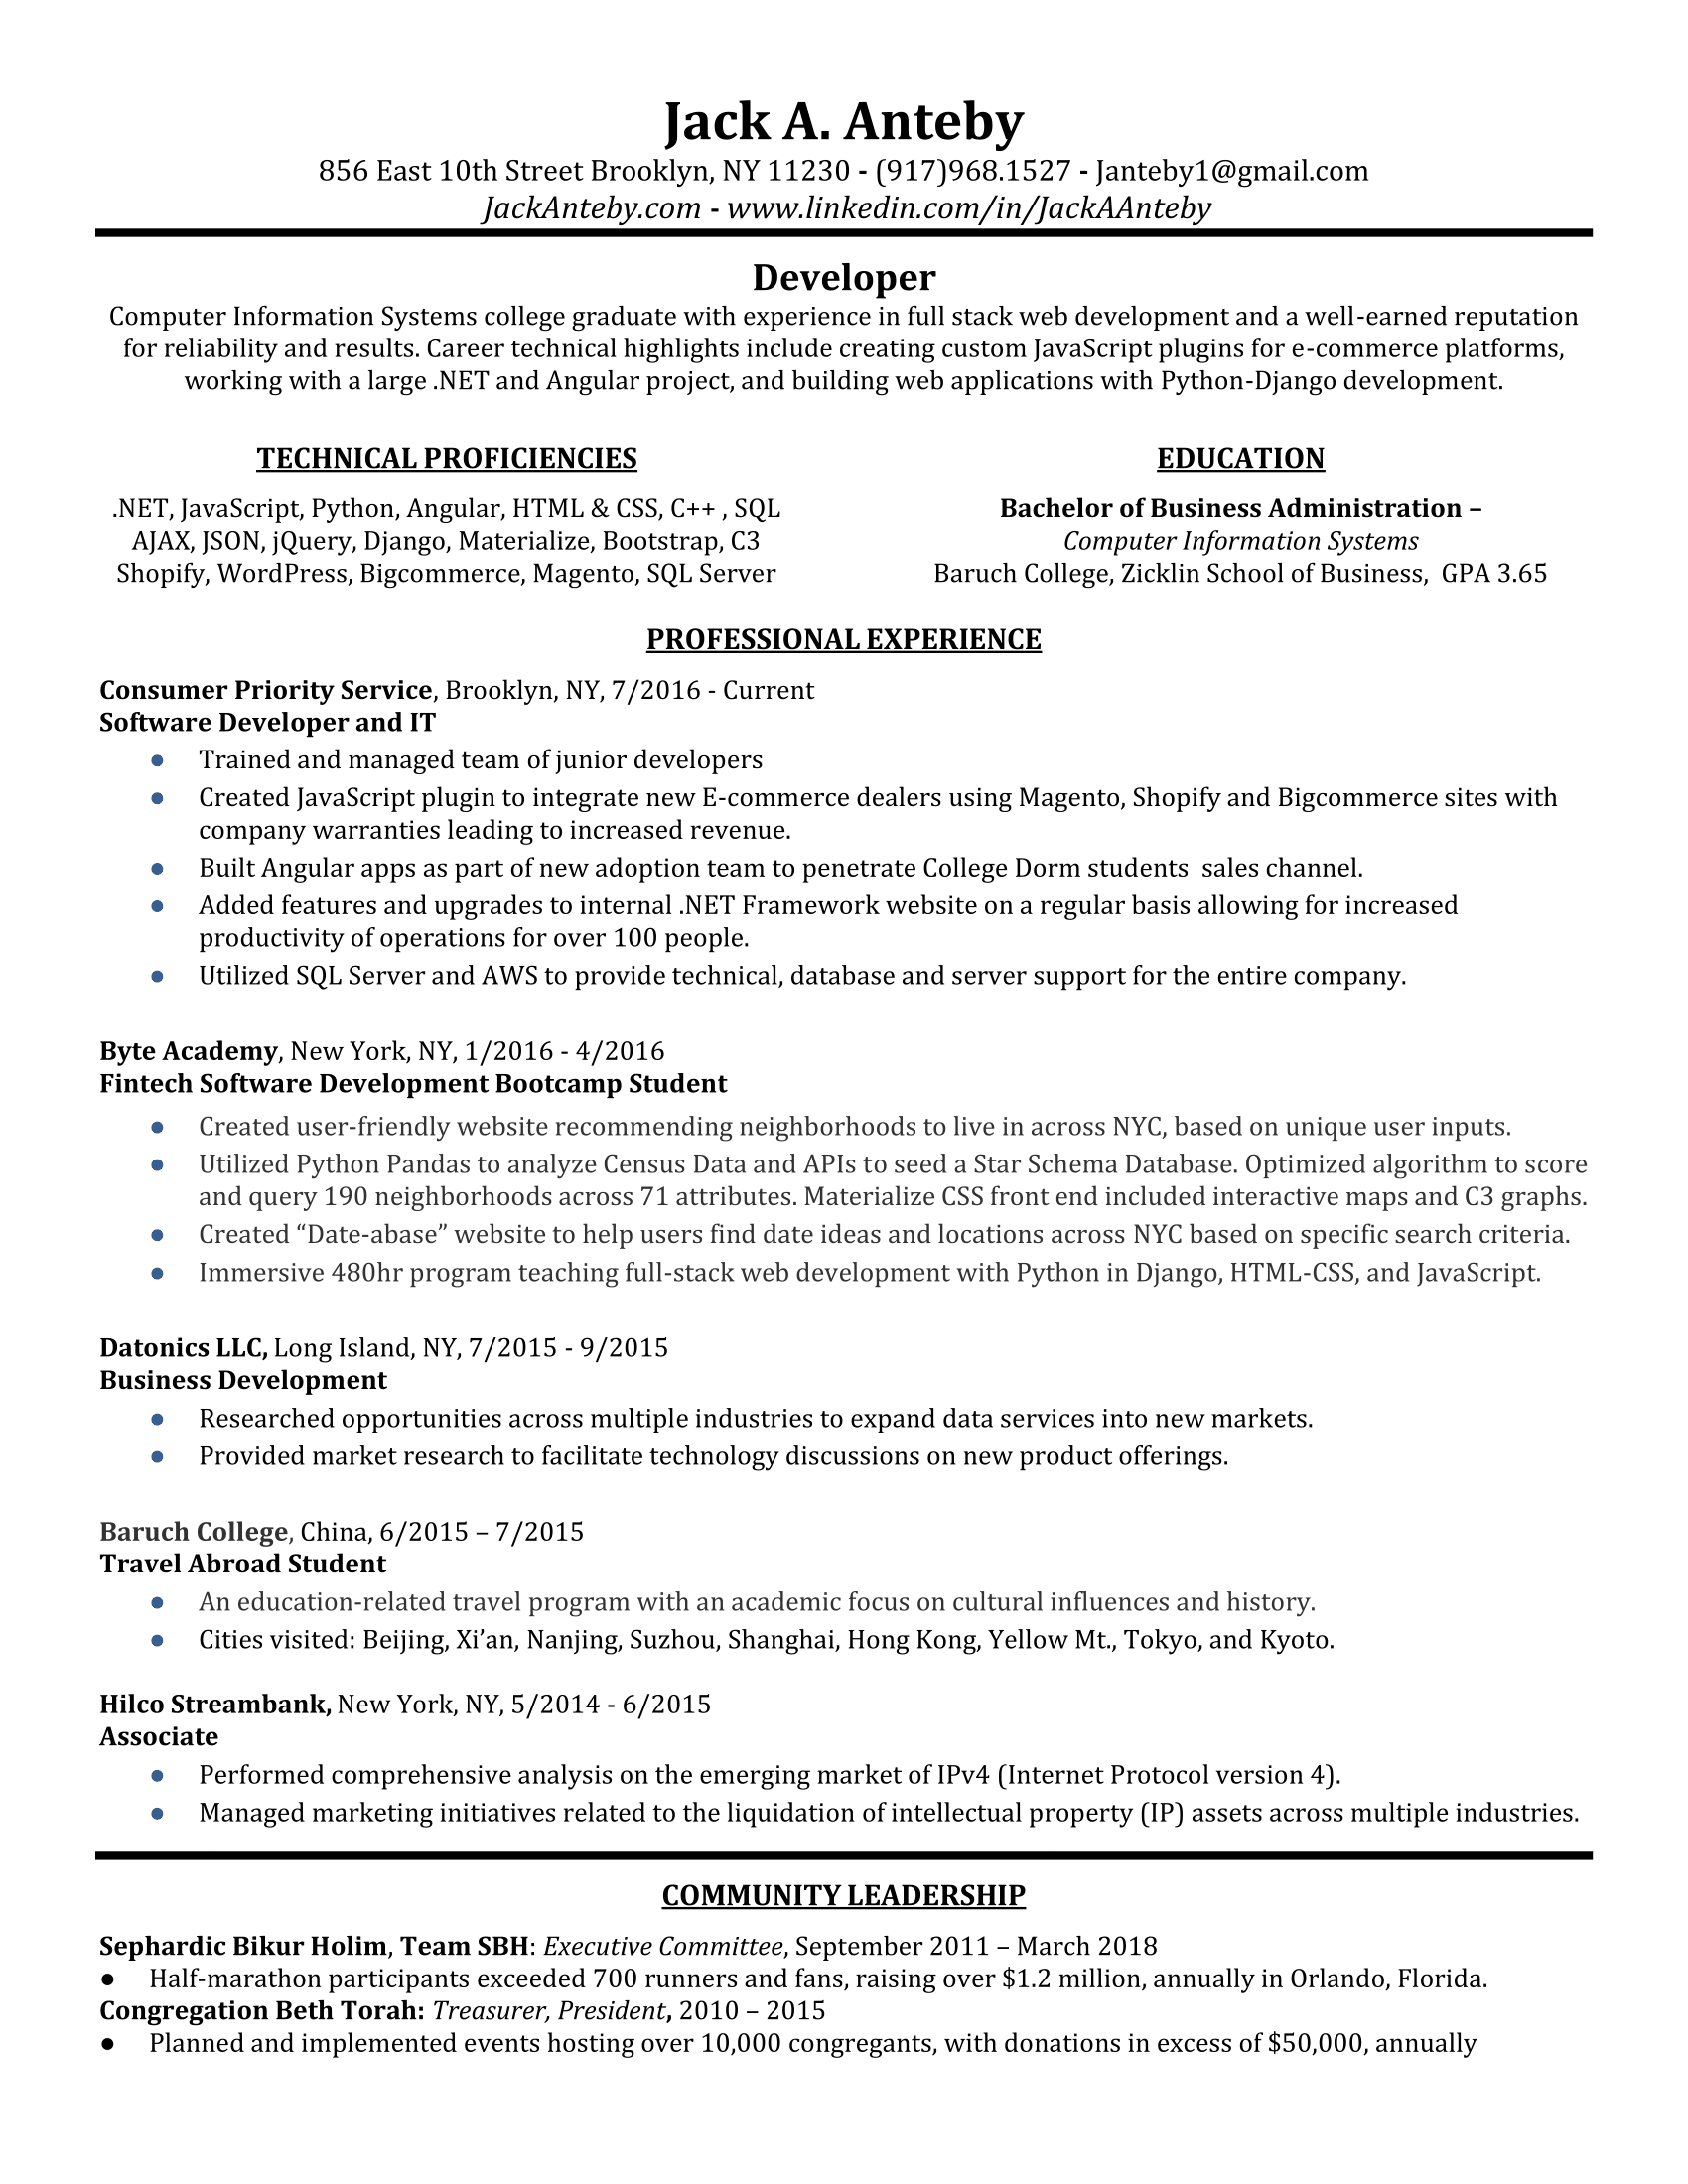 Jack A. Anteby
856 East 10th Street Brooklyn, NY 11230 - (917)968.1527 - Janteby1@gmail.com
JackAnteby.com - www.linkedin.com/in/JackAAnteby
Developer
Computer Information Systems college graduate with experience in full stack web development and a well-earned reputation
for reliability and results. Career technical highlights include creating custom JavaScript plugins for e-commerce platforms,
working with a large .NET and Angular project, and building web applications with Python-Django development.
TECHNICAL PROFICIENCIES
.NET, JavaScript, Python, Angular, HTML & CSS, C++ , SQL
AJAX, JSON, jQuery, Django, Materialize, Bootstrap, C3
Shopify, WordPress, Bigcommerce, Magento, SQL Server
EDUCATION
Bachelor of Business Administration –
Computer Information Systems
Baruch College, Zicklin School of Business,  GPA 3.65
PROFESSIONAL EXPERIENCE
Consumer Priority Service, Brooklyn, NY, 7/2016 - Current
Software Developer and IT
● Trained and managed team of junior developers
● Created JavaScript plugin to integrate new E-commerce dealers using Magento, Shopify and Bigcommerce sites with
company warranties leading to increased revenue.
● Built Angular apps as part of new adoption team to penetrate College Dorm students  sales channel.
● Added features and upgrades to internal .NET Framework website on a regular basis allowing for increased
productivity of operations for over 100 people.
● Utilized SQL Server and AWS to provide technical, database and server support for the entire company.
Byte Academy, New York, NY, 1/2016 - 4/2016
Fintech Software Development Bootcamp Student
● Created user-friendly website recommending neighborhoods to live in across NYC, based on unique user inputs.
● Utilized Python Pandas to analyze Census Data and APIs to seed a Star Schema Database. Optimized algorithm to score
and query 190 neighborhoods across 71 attributes. Materialize CSS front end included interactive maps and C3 graphs.
● Created “Date-abase” website to help users find date ideas and locations across NYC based on specific search criteria.
● Immersive 480hr program teaching full-stack web development with Python in Django, HTML-CSS, and JavaScript.
Datonics LLC, Long Island, NY, 7/2015 - 9/2015
Business Development
● Researched opportunities across multiple industries to expand data services into new markets.
● Provided market research to facilitate technology discussions on new product offerings.
Baruch College, China, 6/2015 – 7/2015
Travel Abroad Student
● An education-related travel program with an academic focus on cultural influences and history.
● Cities visited: Beijing, Xi’an, Nanjing, Suzhou, Shanghai, Hong Kong, Yellow Mt., Tokyo, and Kyoto.
Hilco Streambank, New York, NY, 5/2014 - 6/2015
Associate
● Performed comprehensive analysis on the emerging market of IPv4 (Internet Protocol version 4).
● Managed marketing initiatives related to the liquidation of intellectual property (IP) assets across multiple industries.
COMMUNITY LEADERSHIP
Sephardic Bikur Holim, Team SBH: Executive Committee, September 2011 – March 2018
● Half-marathon participants exceeded 700 runners and fans, raising over $1.2 million, annually in Orlando, Florida.
Congregation Beth Torah: Treasurer, President, 2010 – 2015
● Planned and implemented events hosting over 10,000 congregants, with donations in excess of $50,000, annually